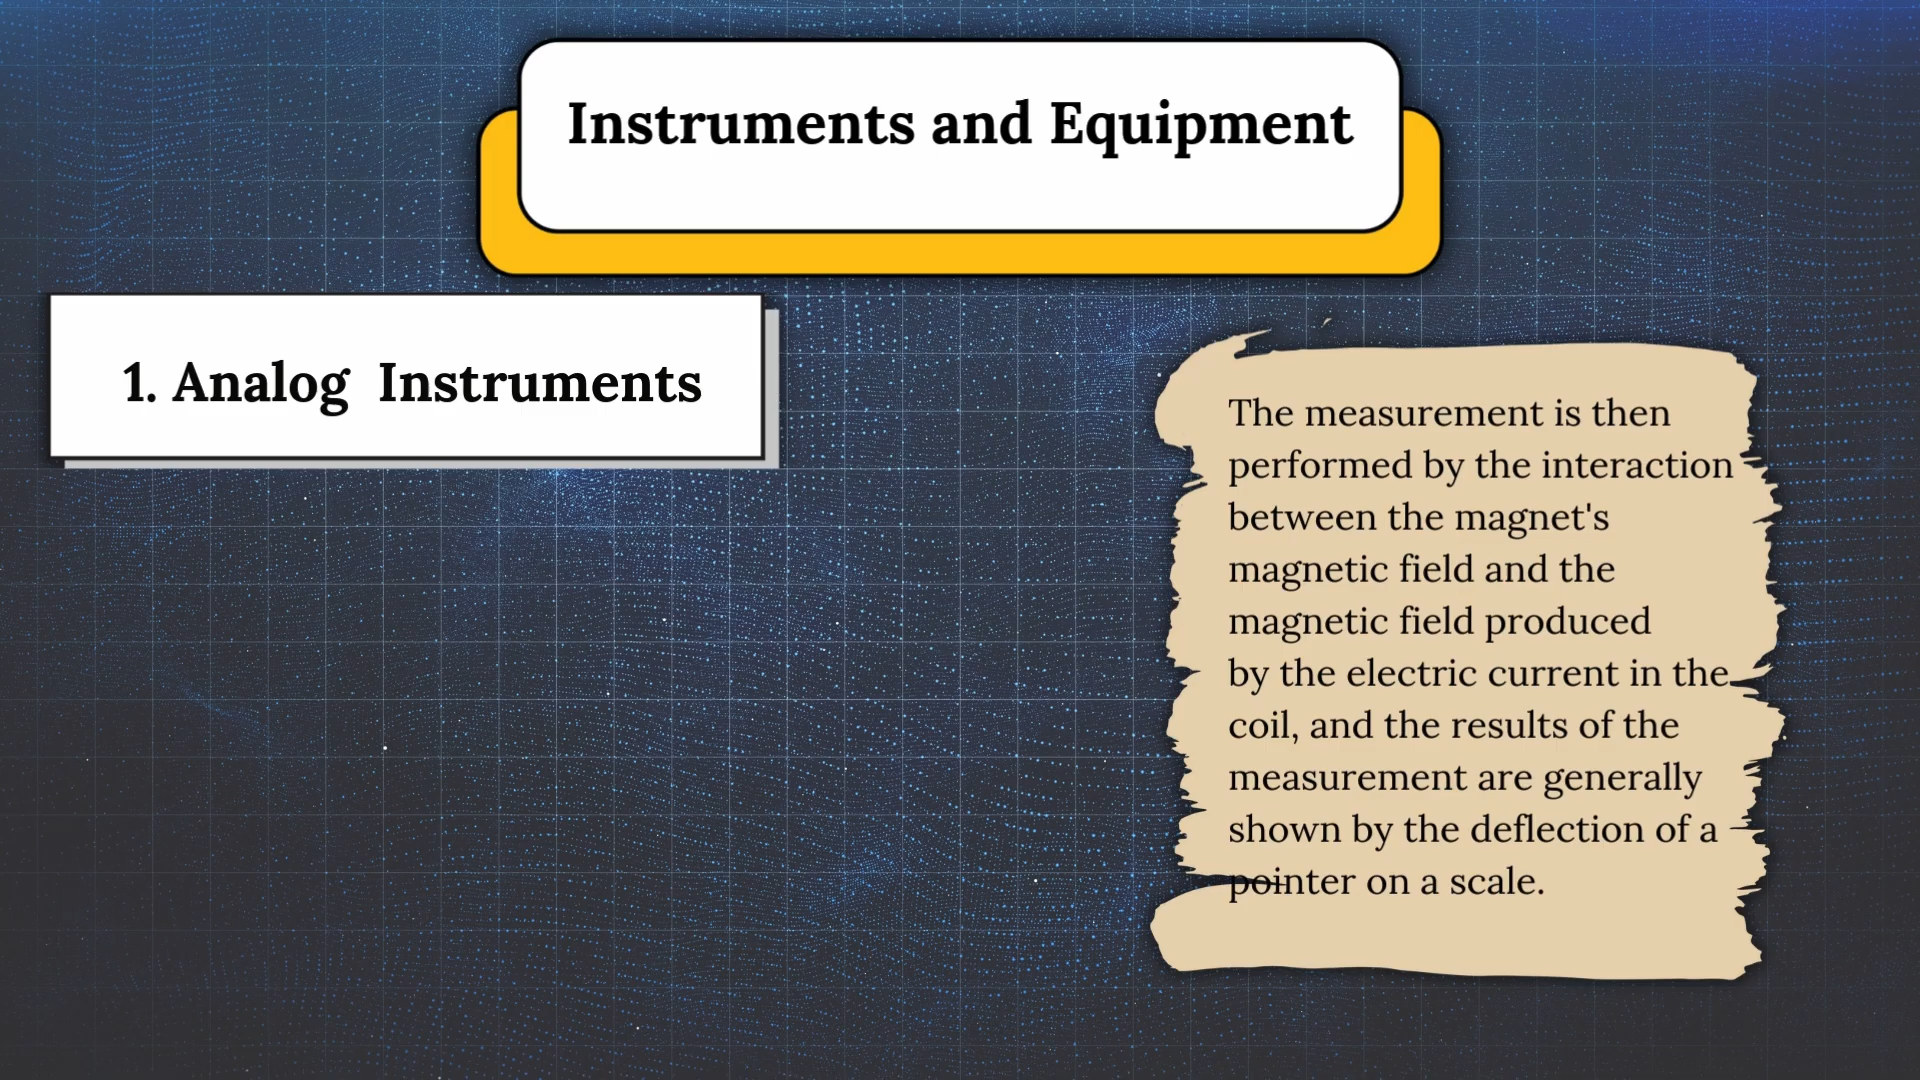 Instruments and Equipment
1. Analog Instruments
The measurement is then
performed by the interaction
between the magnet's
magnetic field and the
magnetic field produced
by the electric current in the
coil, and the results of the
measurement are generally
shown by the deflection of a
pointer on a scale.